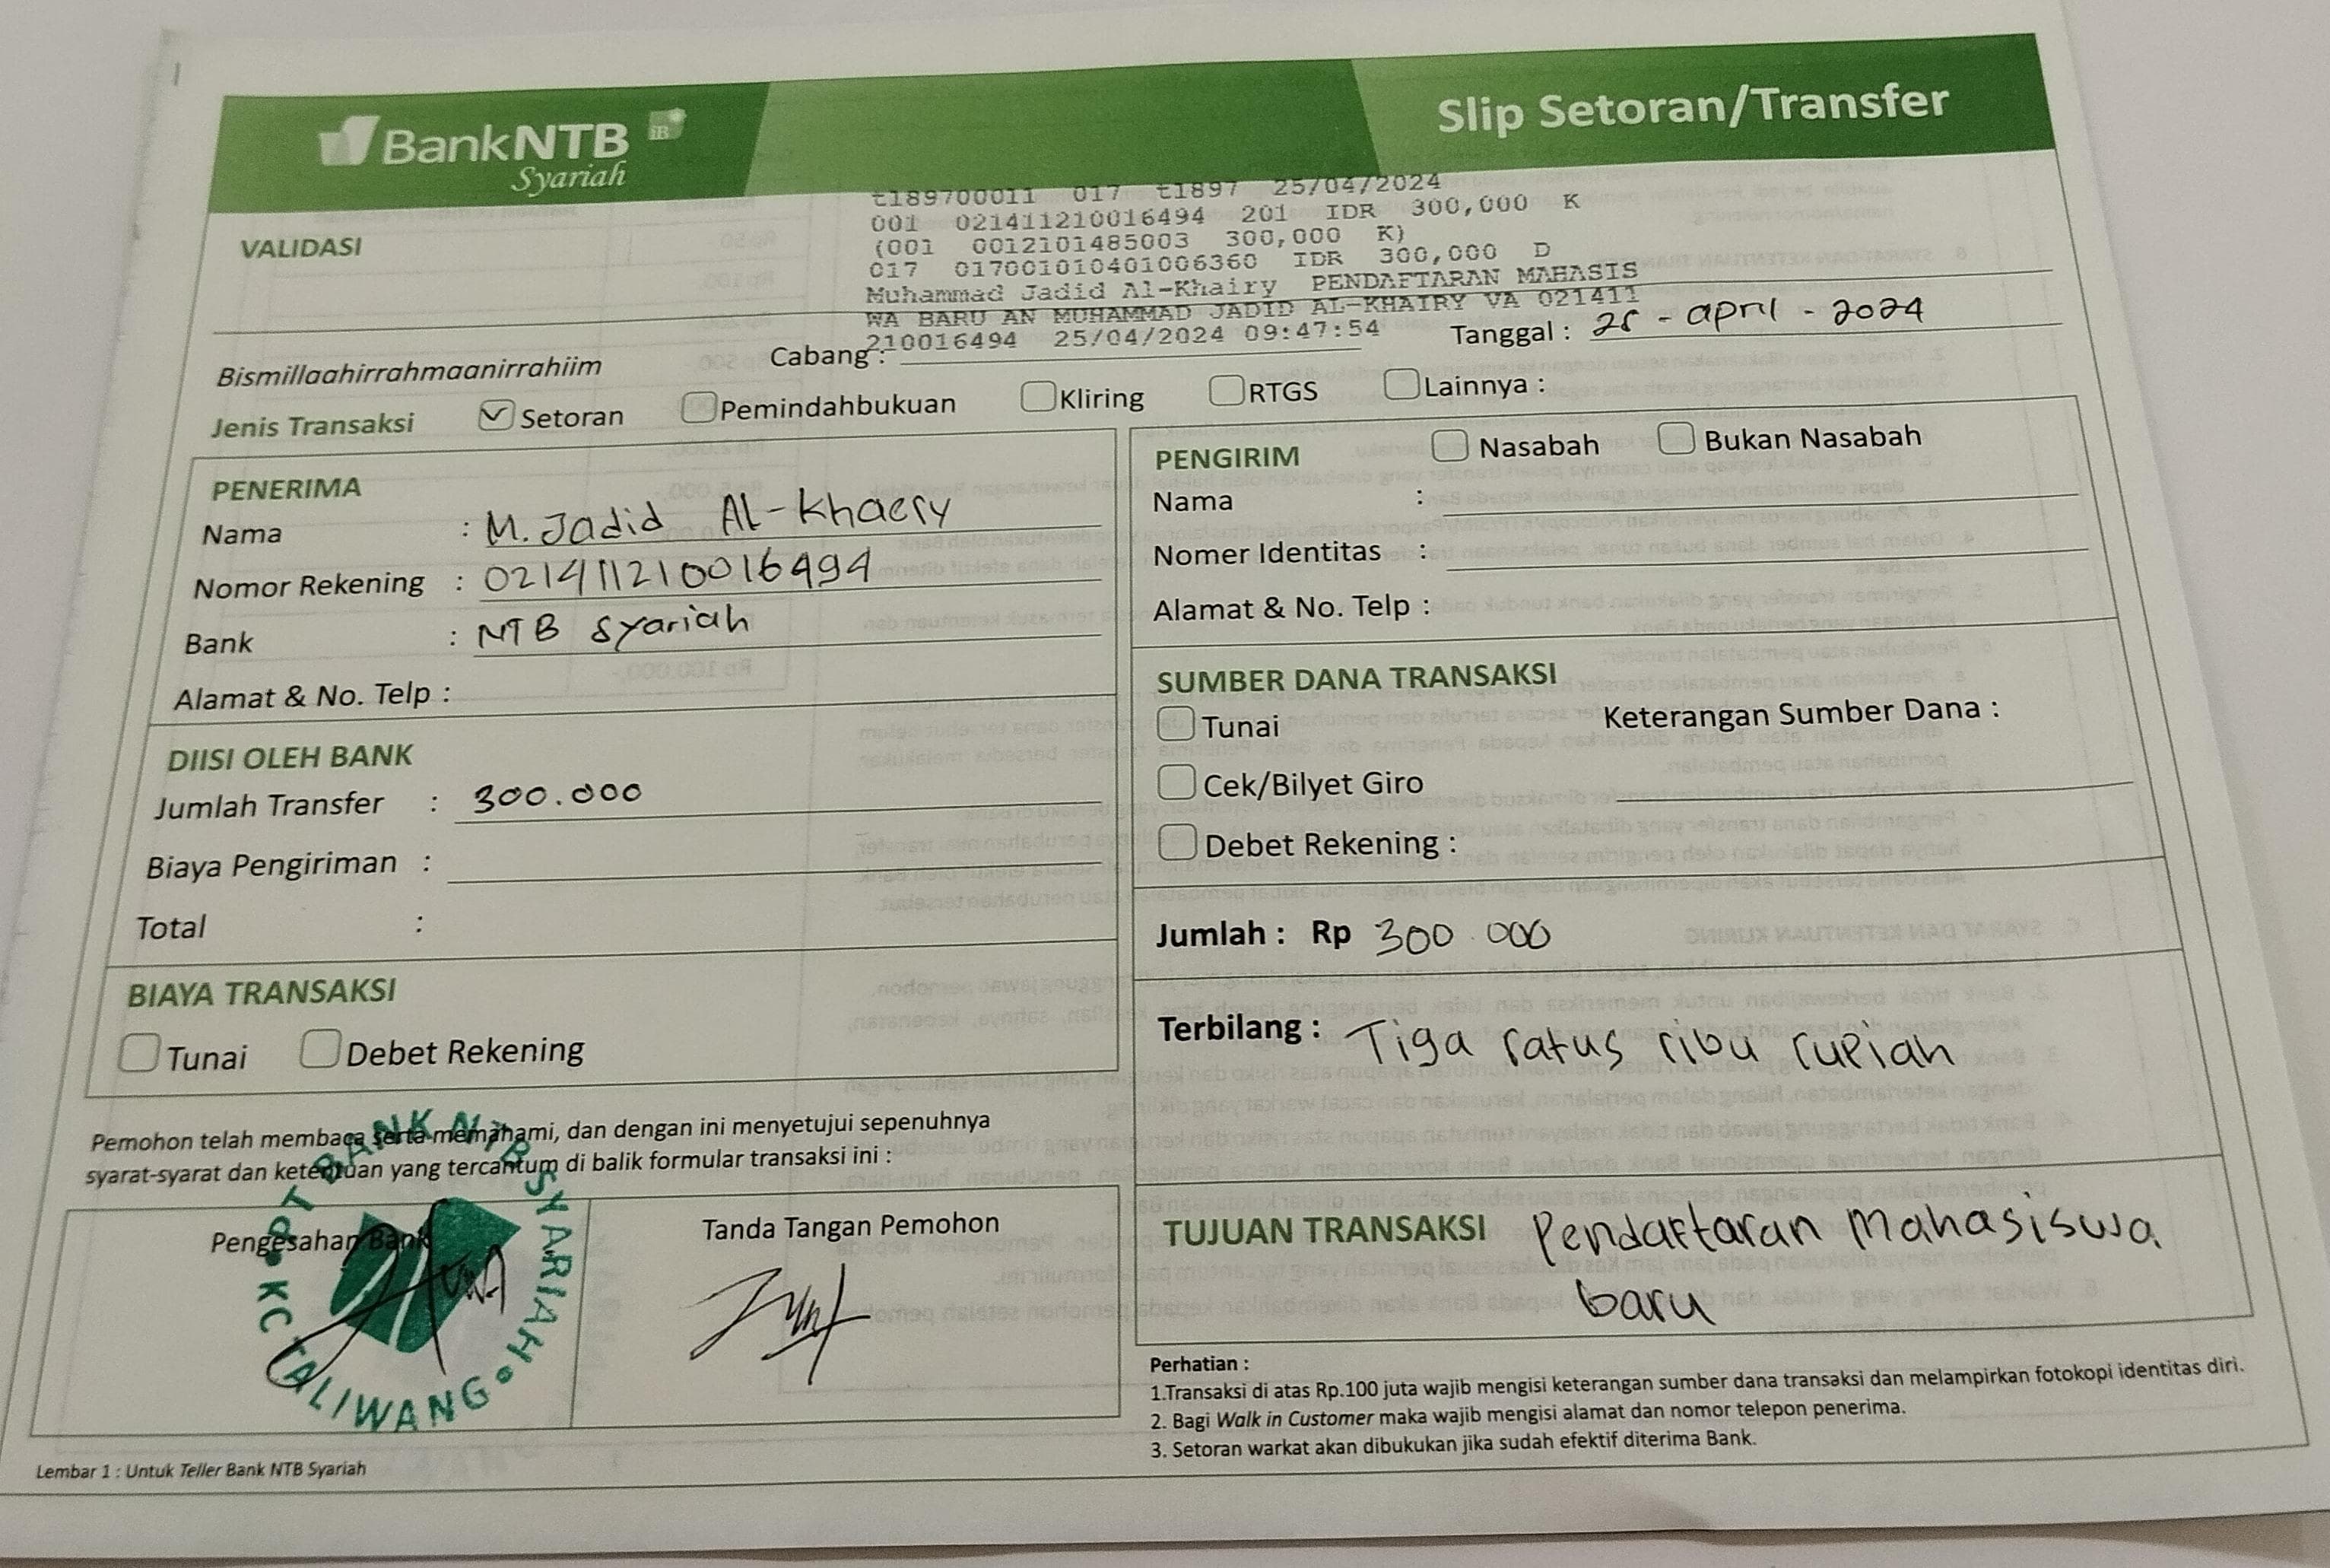 BankNTB iB
Syariah
Slip Setoran/Transfer
VALIDASI
t189700011 017 t1897 25/04/2024
001 021411210016494 201 IDR 300,000 K
(001 0012101485003 300,000 K)
017 017001010401006360 IDR 300,000 D
Muhammad Jadid Al-Khairy PENDAFTARAN MAHASIS
WA BARU AN MUHAMMAD JADID AL-KHAIRY VA 021411
210016494 25/04/2024 09:47:54
Bismillaahirrahmaanirrahiim
Cabang :
Tanggal : 25 - april - 2024
Jenis Transaksi Setoran Pemindahbukuan Kliring RTGS Lainnya :
PENERIMA
Nama : M. Jadid Al-khaery
Nomor Rekening : 021411210016494
Bank : NTB Syariah
Alamat & No. Telp :
DIISI OLEH BANK
Jumlah Transfer : 300.000
Biaya Pengiriman :
Total :
BIAYA TRANSAKSI
Tunai Debet Rekening
PENGIRIM Nasabah Bukan Nasabah
Nama :
Nomer Identitas :
Alamat & No. Telp :
SUMBER DANA TRANSAKSI
Tunai Keterangan Sumber Dana :
Cek/Bilyet Giro
Debet Rekening :
Jumlah : Rp 300.000
Terbilang : Tiga ratus ribu rupiah
Pemohon telah membaca serta memahami, dan dengan ini menyetujui sepenuhnya
syarat-syarat dan ketentuan yang tercantum di balik formular transaksi ini :
Pengesahan Bank
PT BANK NTB SYARIAH
KC TALIWANG
Tanda Tangan Pemohon
TUJUAN TRANSAKSI Pendaftaran Mahasiswa
baru
Perhatian :
1.Transaksi di atas Rp.100 juta wajib mengisi keterangan sumber dana transaksi dan melampirkan fotokopi identitas diri.
2. Bagi Walk in Customer maka wajib mengisi alamat dan nomor telepon penerima.
3. Setoran warkat akan dibukukan jika sudah efektif diterima Bank.
Lembar 1 : Untuk Teller Bank NTB Syariah